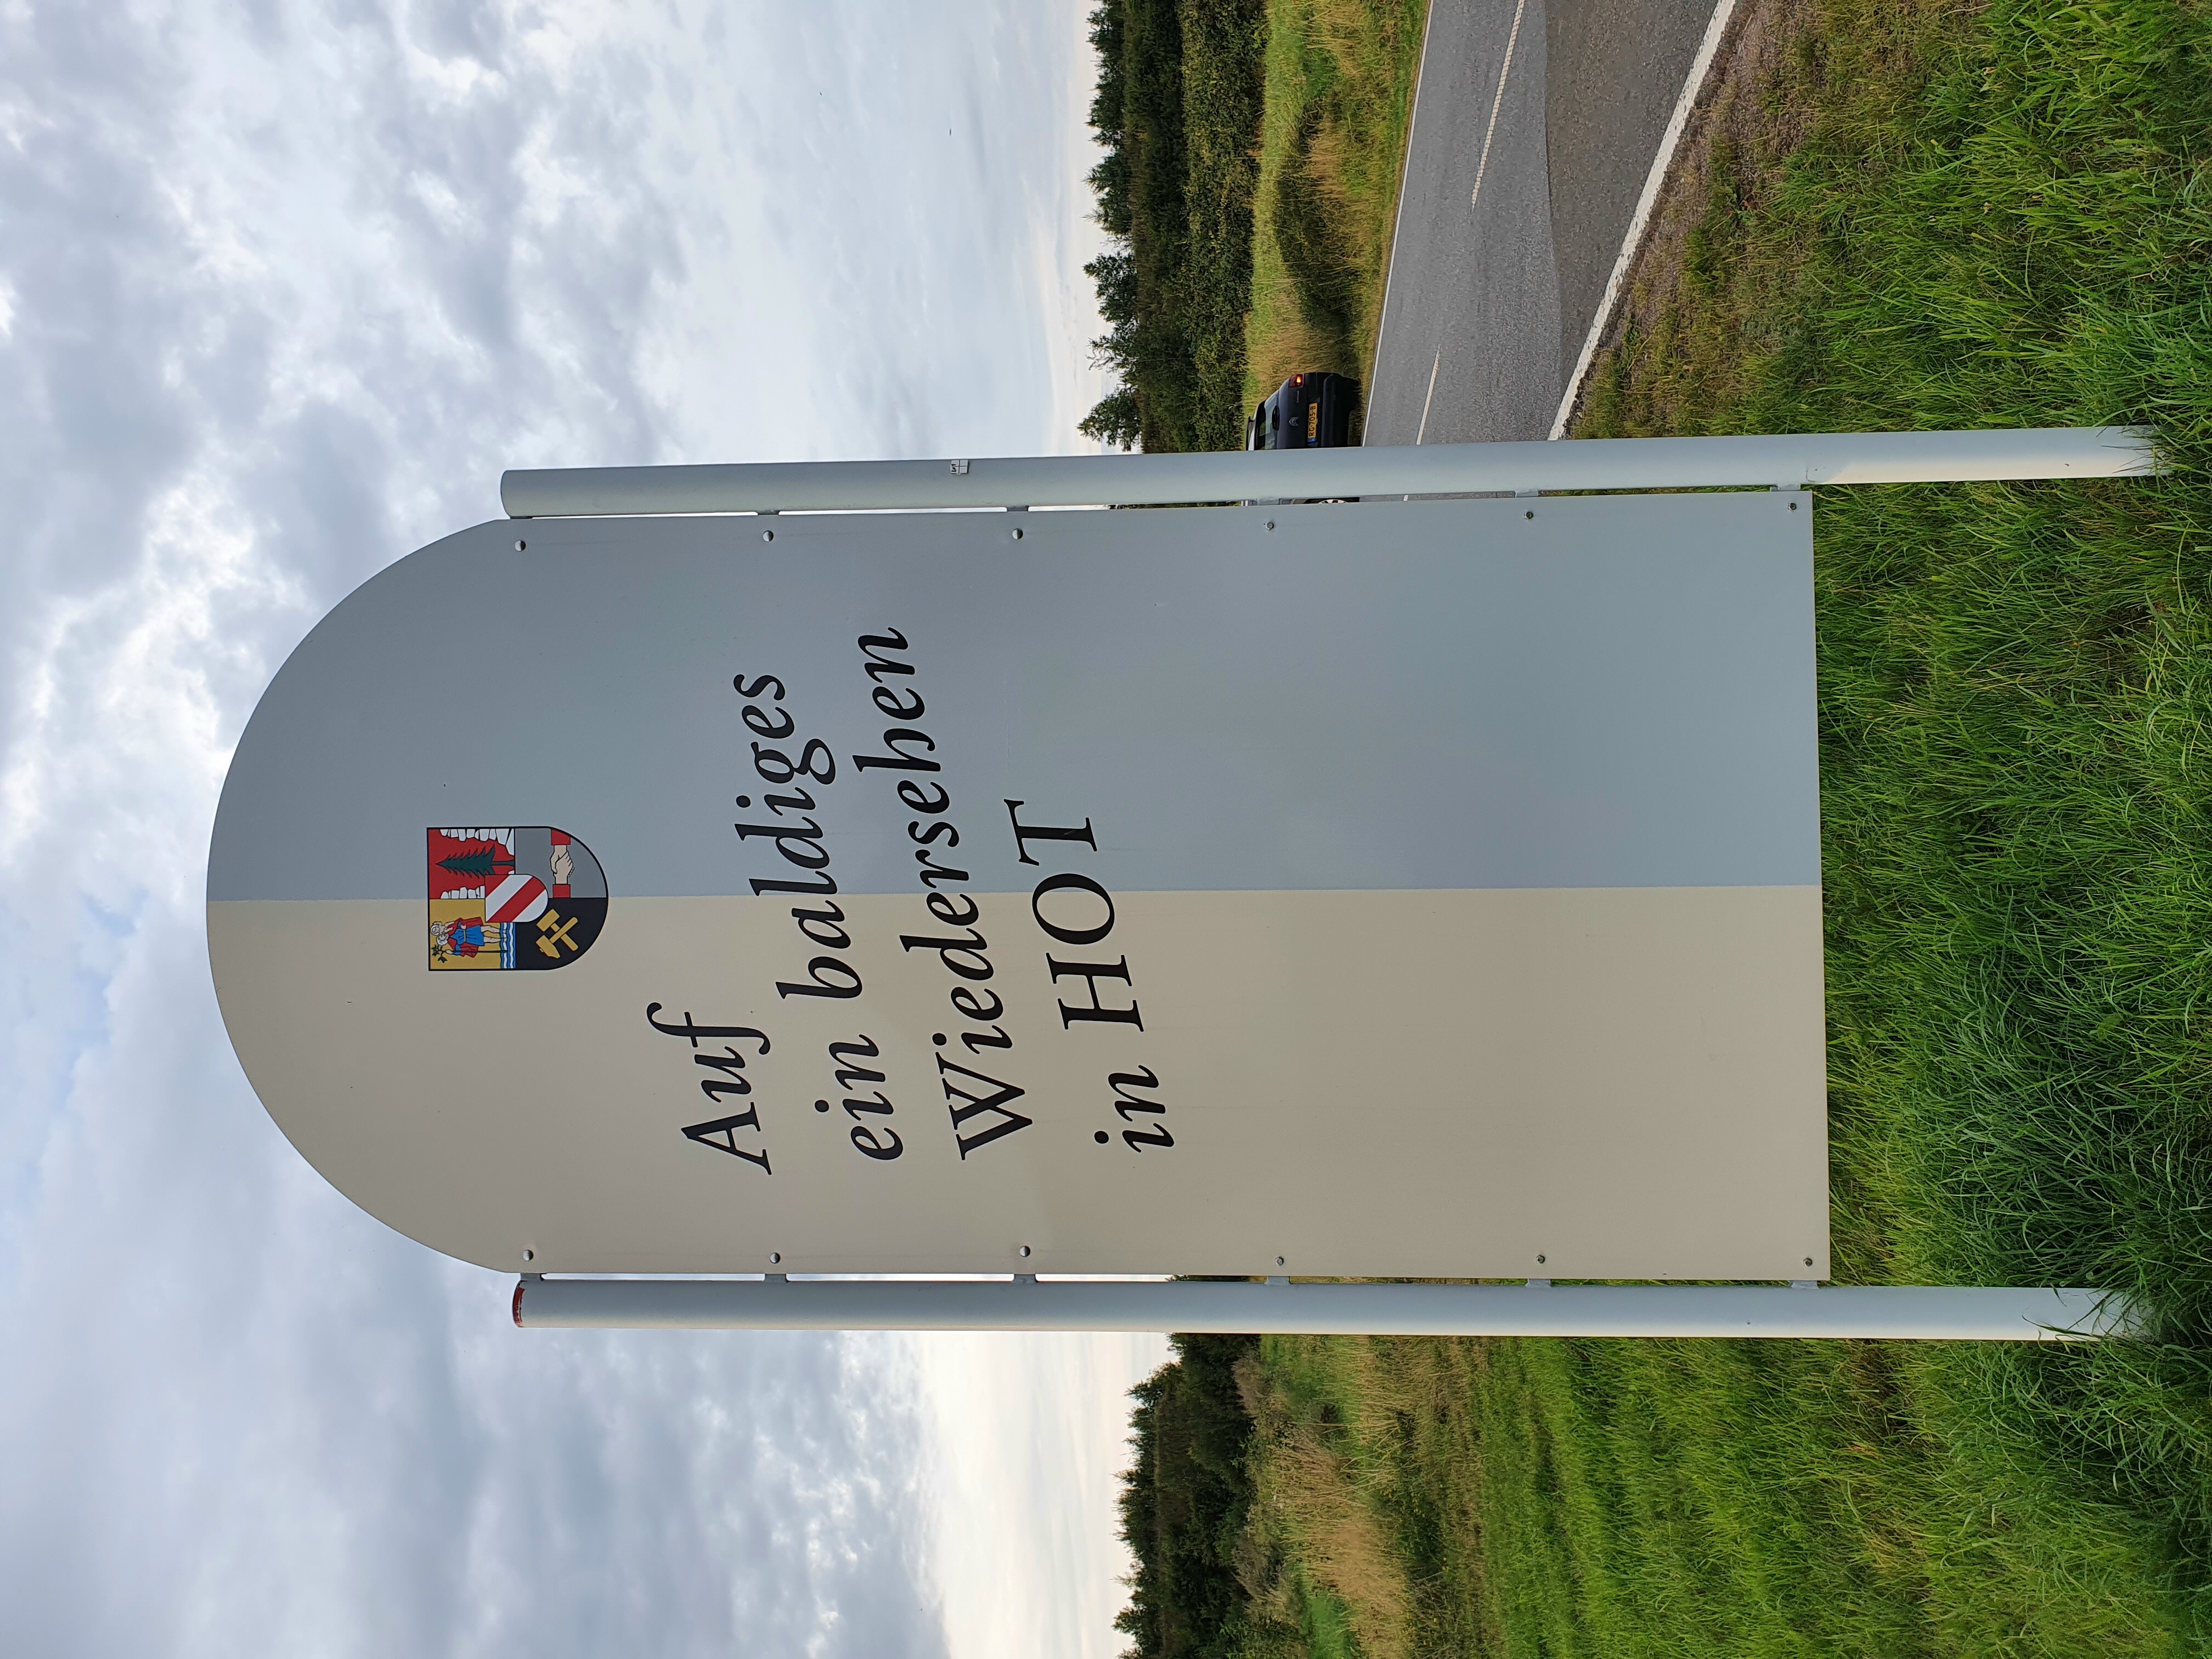 Auf
ein baldiges
Wiedersehen
in HOT